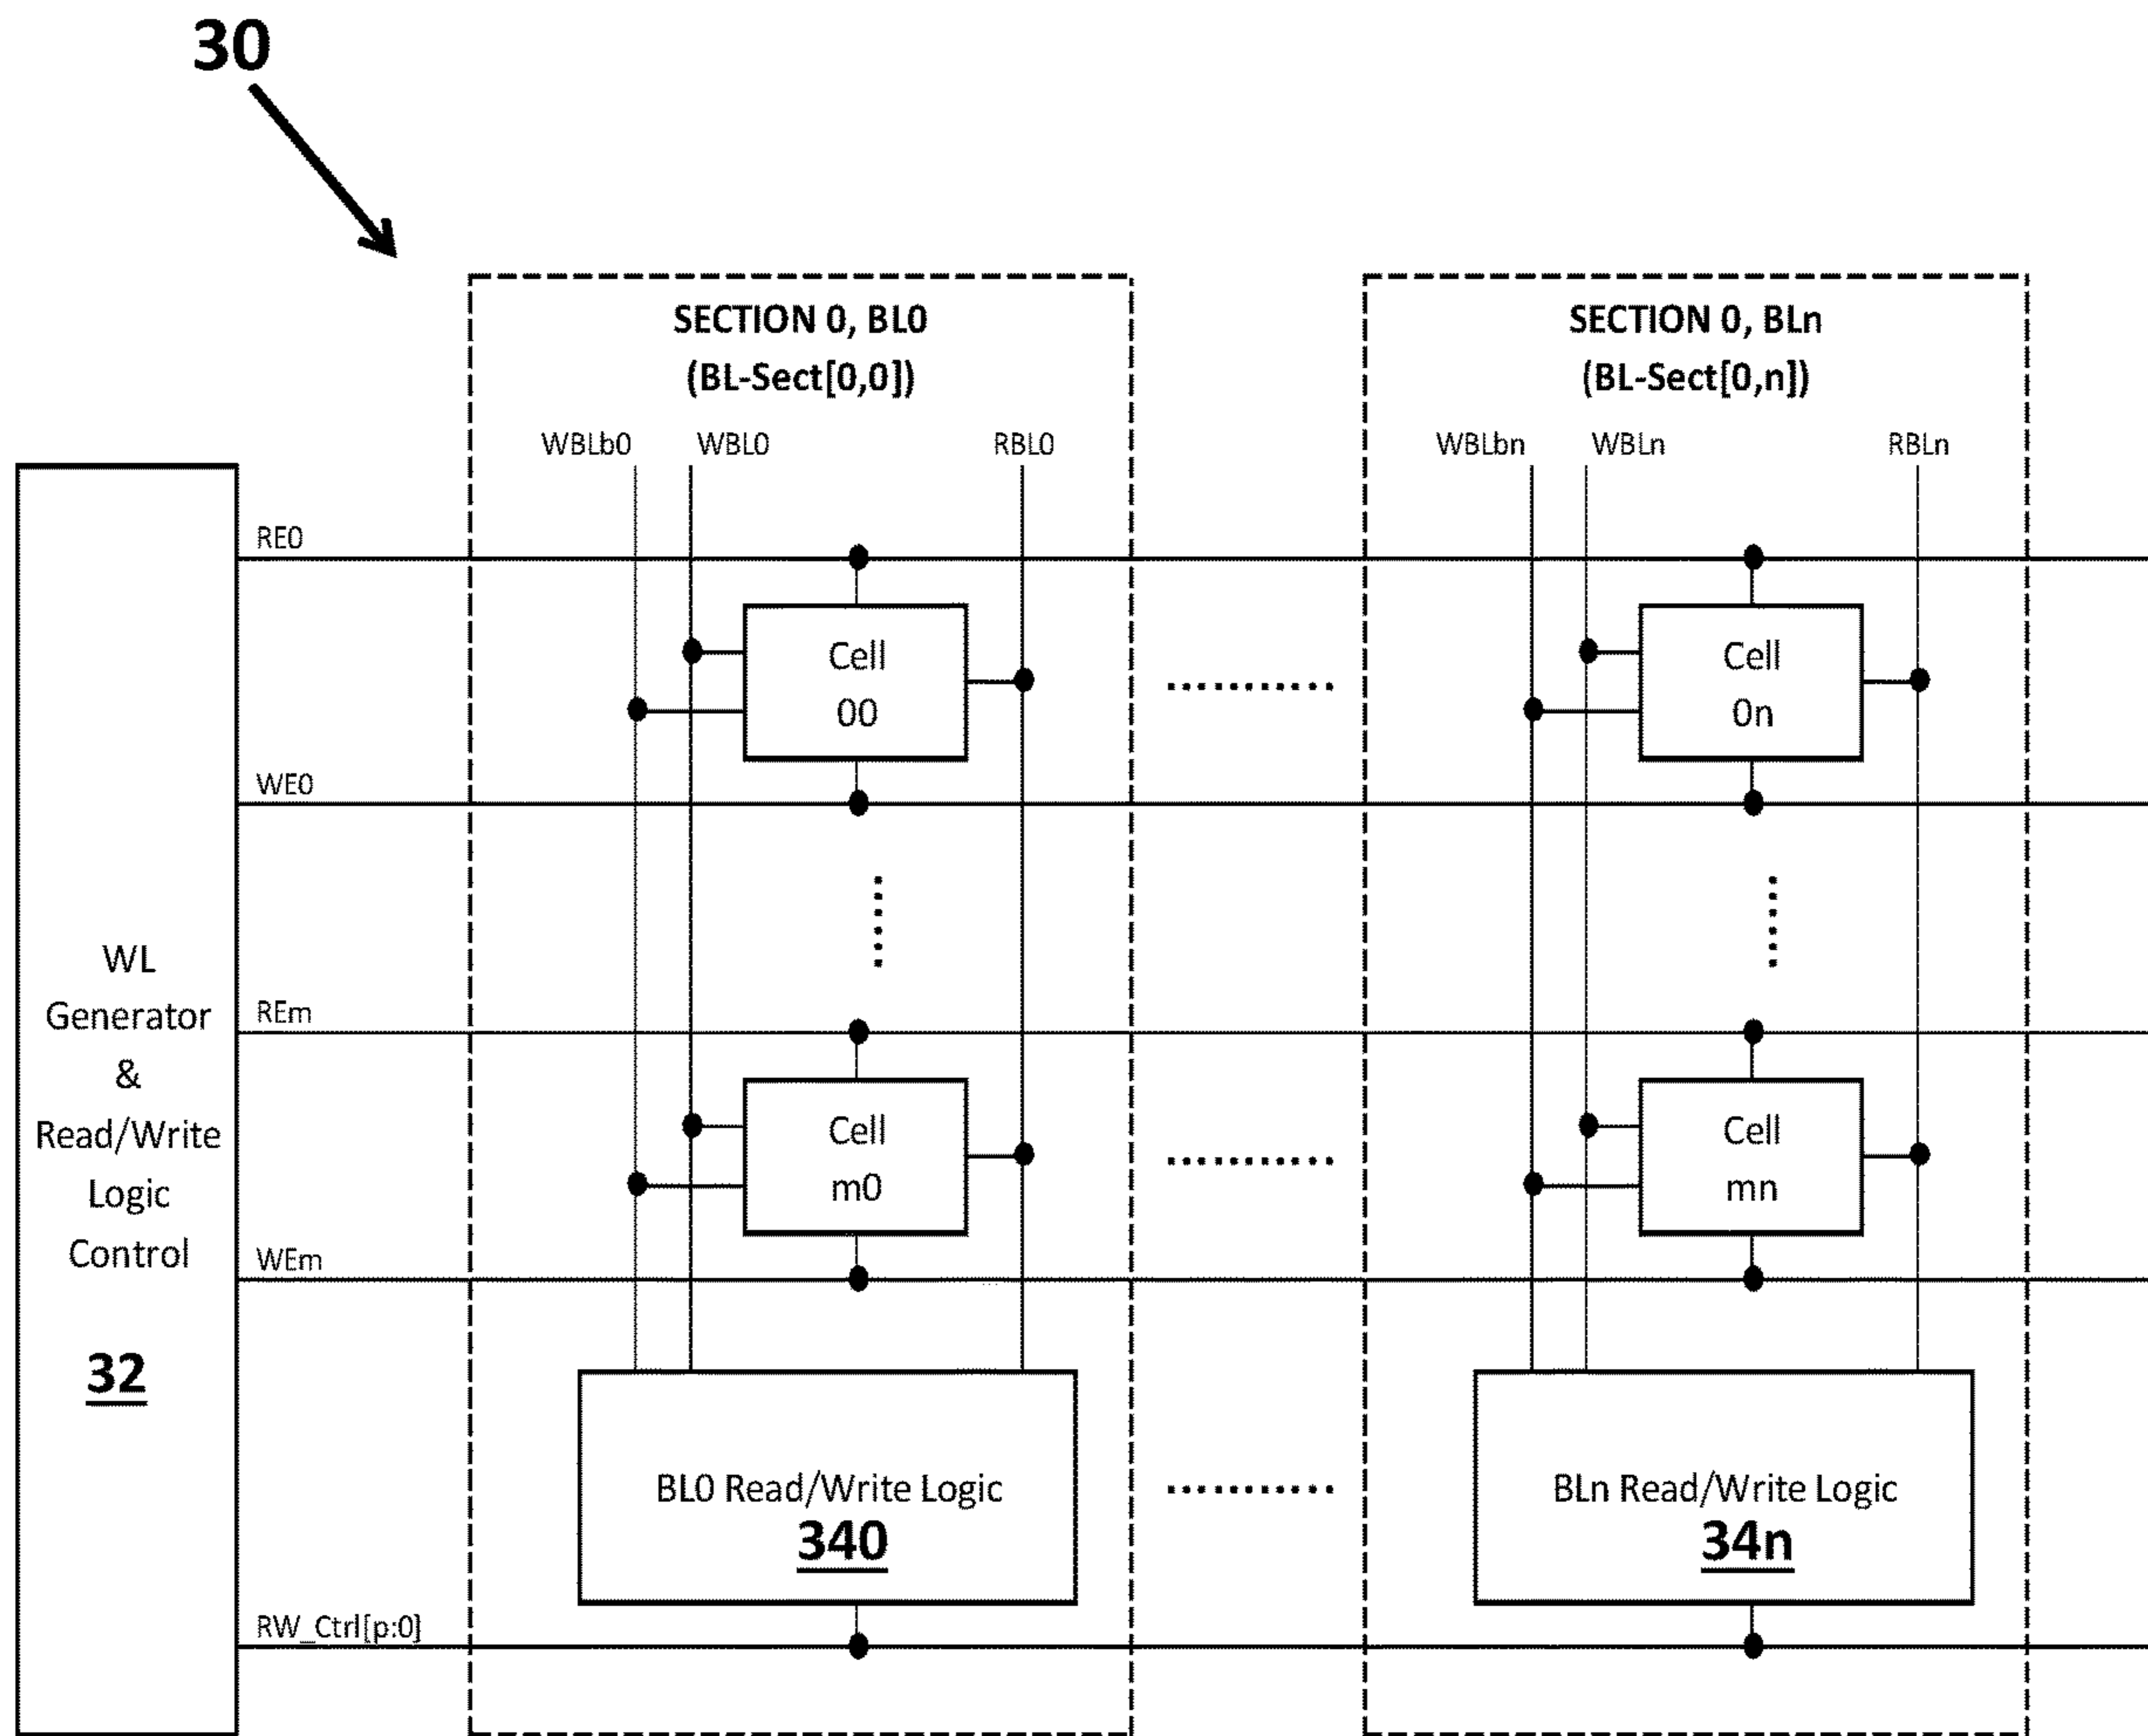 30
SECTION 0, BL0
(BL-Sect[0,0])
SECTION 0, BLn
(BL-Sect[0,n])
WBLb0
WBL0
RBL0
WBLbn
WBLn
RBLn
RE0
Cell
00
Cell
0n
WE0
WL
Generator
&
Read/Write
Logic
Control
32
REm
Cell
m0
Cell
mn
WEm
BL0 Read/Write Logic
340
BLn Read/Write Logic
34n
RW_Ctrl[p:0]